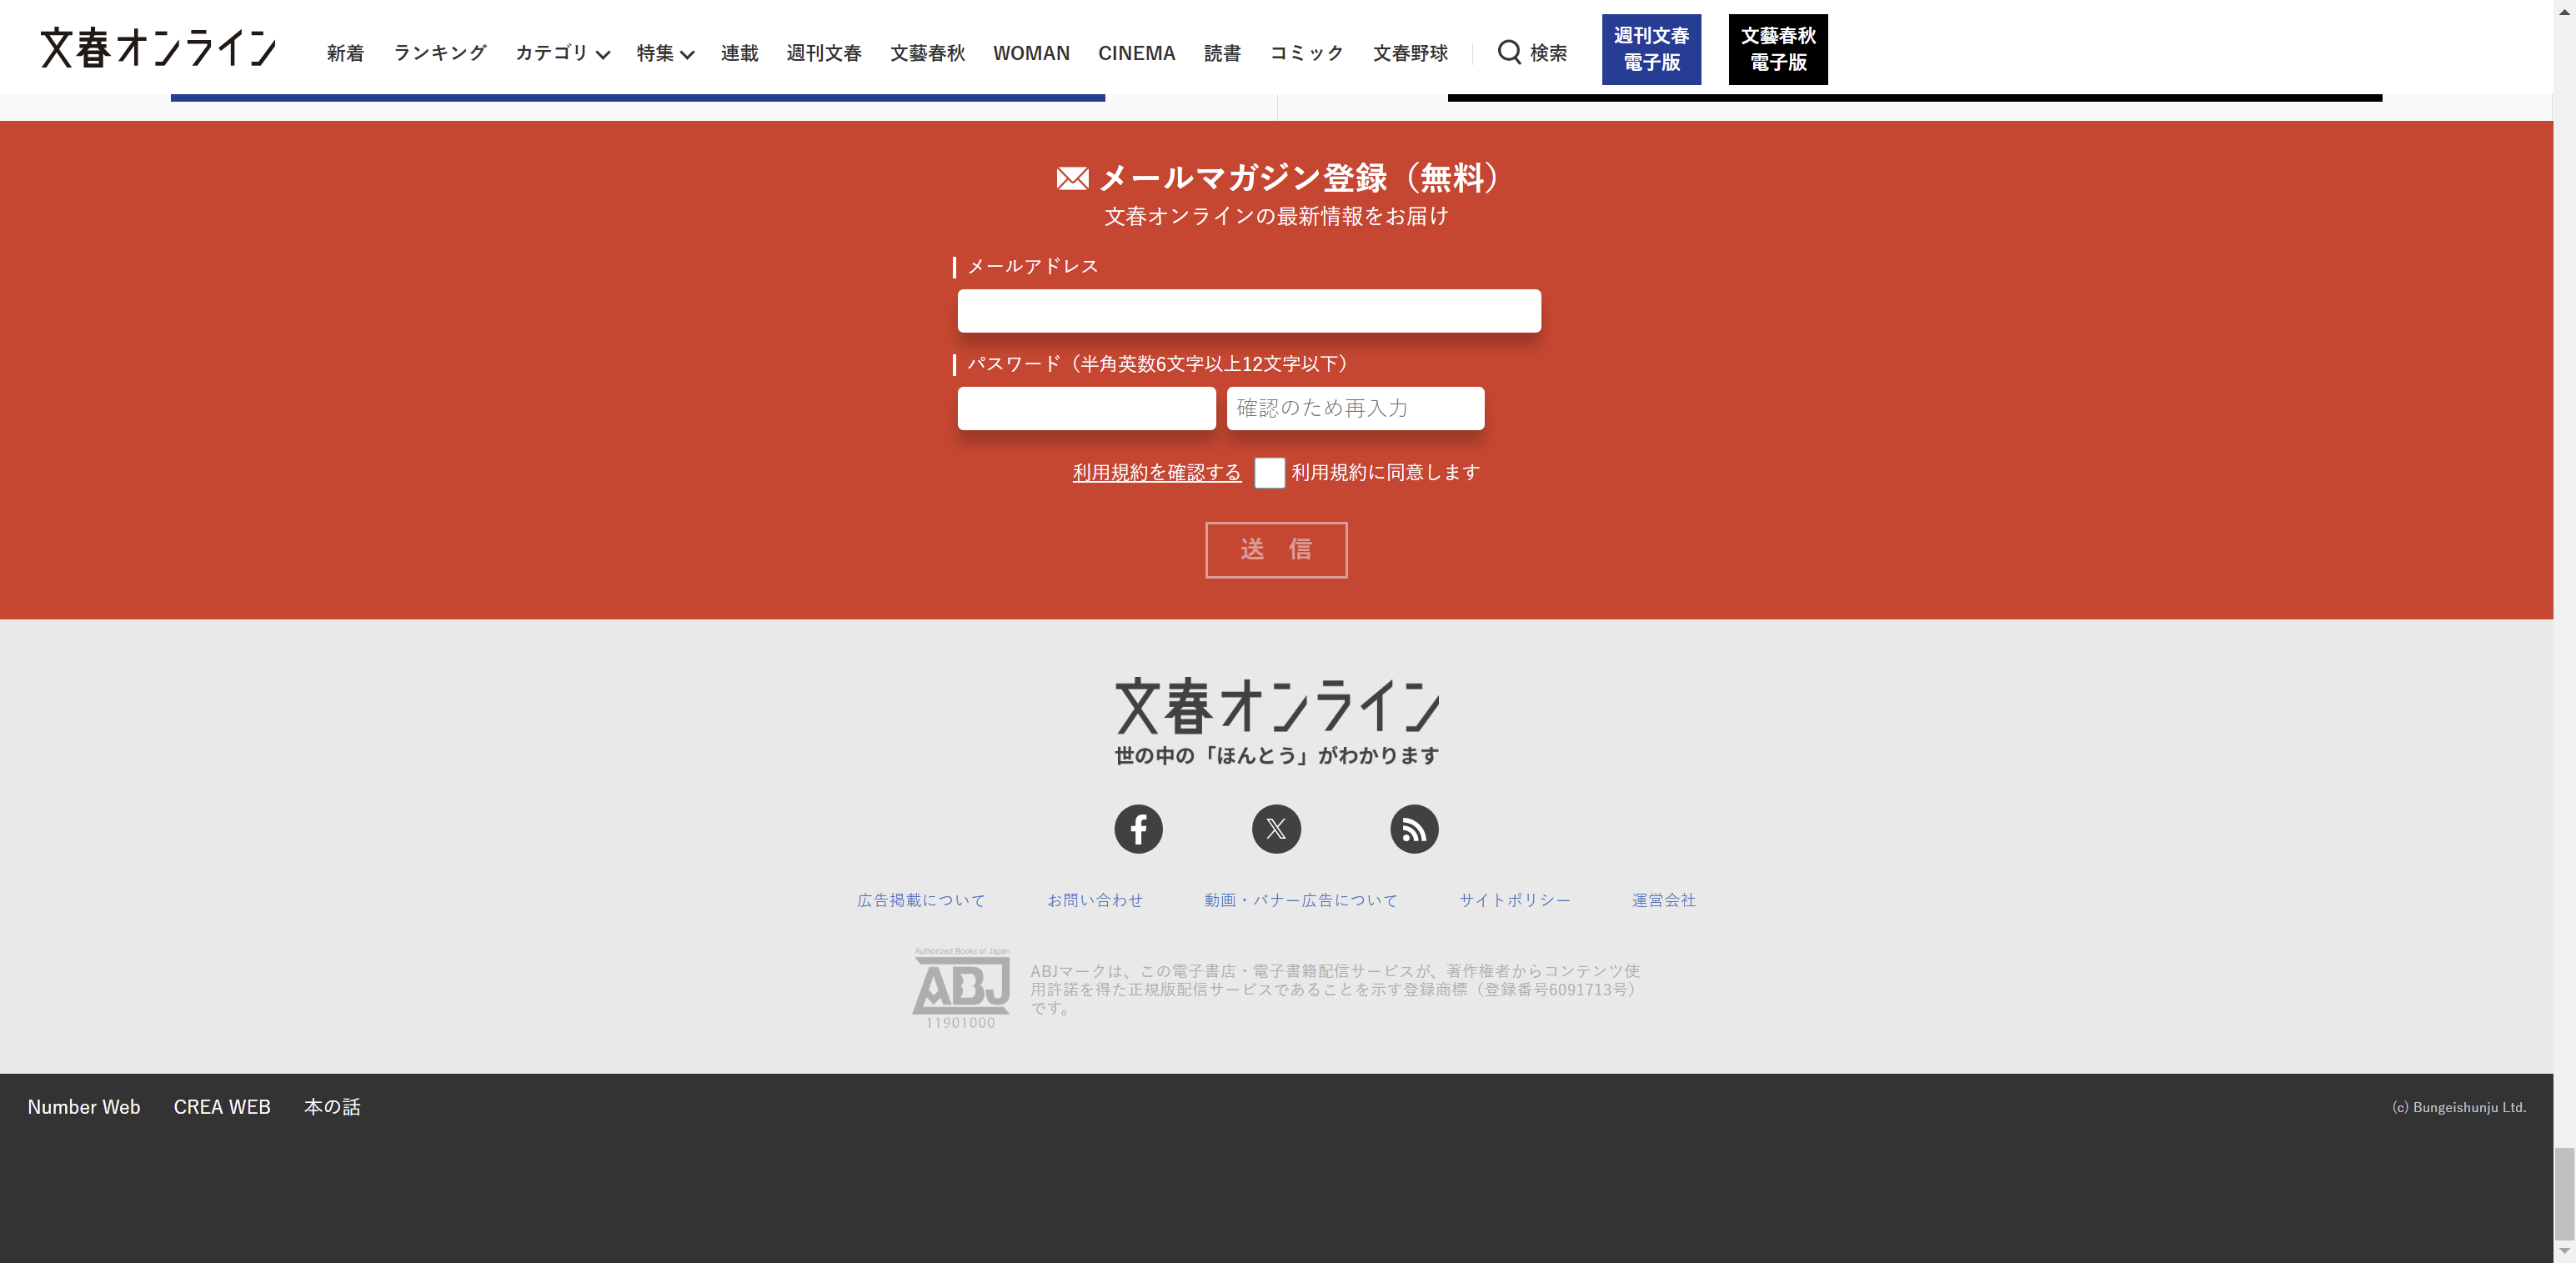 文春オンライン
新着 ランキング カテゴリ 特集 連載 週刊文春 文藝春秋 WOMAN CINEMA 読書 コミック 文春野球 検索
週刊文春
電子版
文藝春秋
電子版
メールマガジン登録（無料）
文春オンラインの最新情報をお届け
メールアドレス
パスワード（半角英数6文字以上12文字以下）
確認のため再入力
利用規約を確認する 利用規約に同意します
送　信
文春オンライン
世の中の「ほんとう」がわかります
広告掲載について お問い合わせ 動画・バナー広告について サイトポリシー 運営会社
Authorized Books of Japan
ABJ
11901000
ABJマークは、この電子書店・電子書籍配信サービスが、著作権者からコンテンツ使
用許諾を得た正規版配信サービスであることを示す登録商標（登録番号6091713号）
です。
Number Web CREA WEB 本の話
(c) Bungeishunju Ltd.